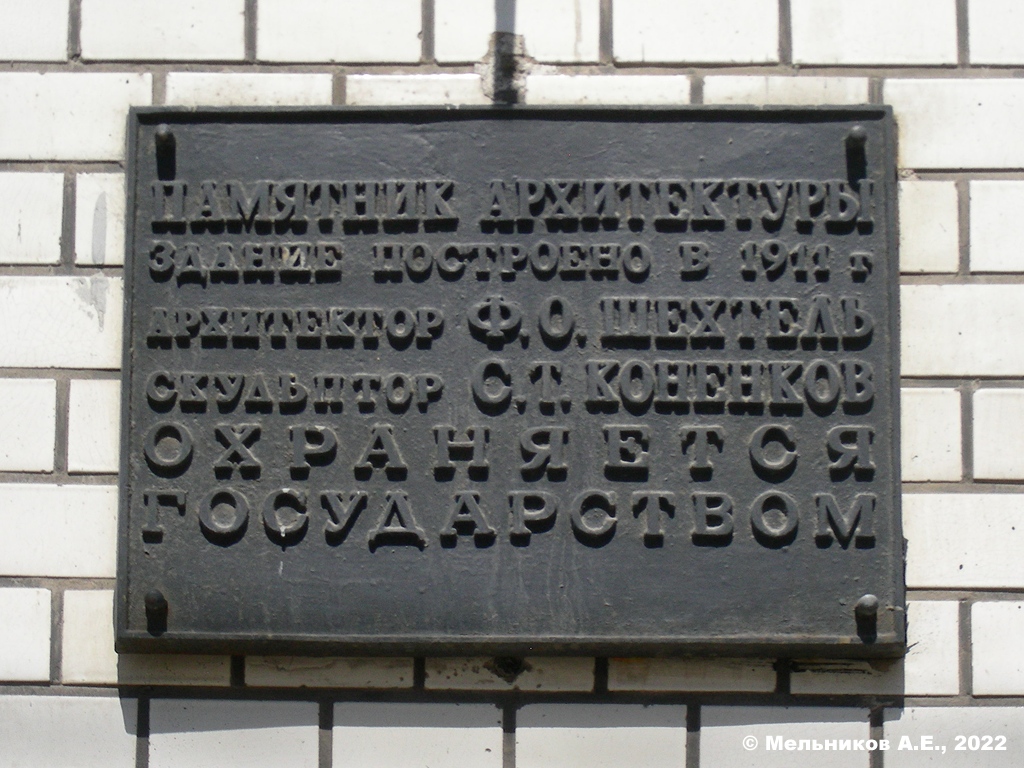 ПАМЯТНИК АРХИТЕКТУРЫ
ЗДАНИЕ ПОСТРОЕНО В 1911 г
АРХИТЕКТОР Ф.О.ШЕХТЕЛЬ
СКУЛЬПТОР С.Т.КОНЕНКОВ
ОХРАНЯЕТСЯ
ГОСУДАРСТВОМ
© Мельников А.Е., 2022